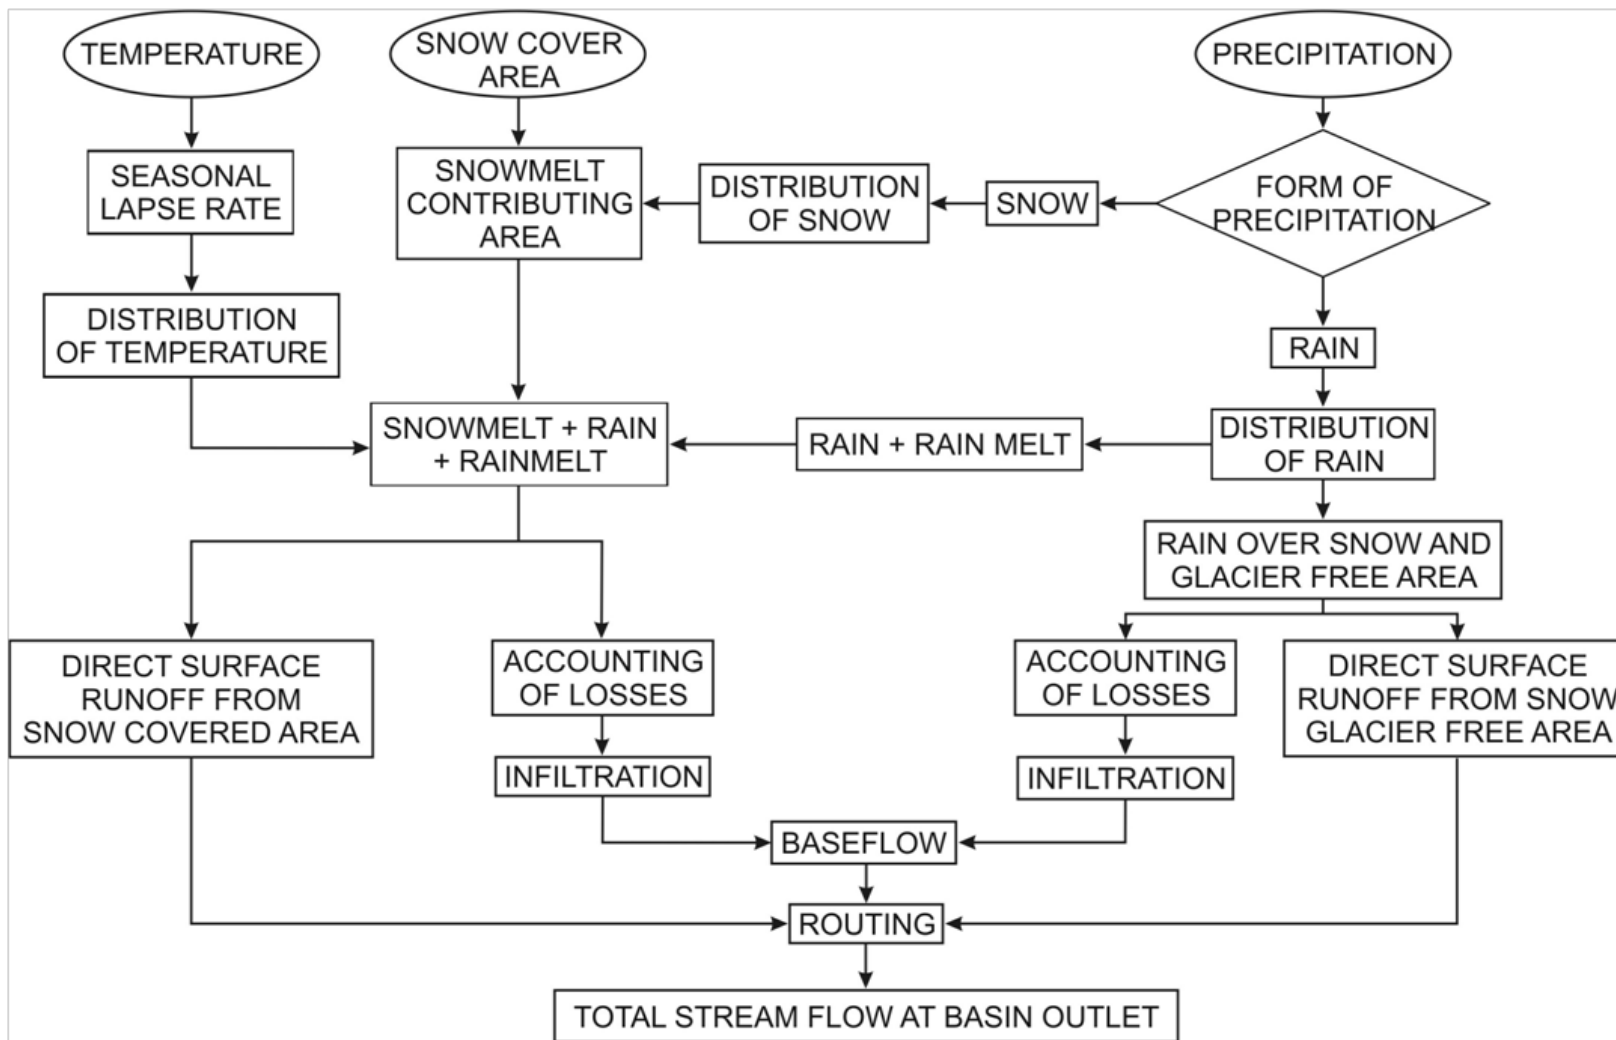 TEMPERATURE
SNOW COVER
AREA
PRECIPITATION
SEASONAL
LAPSE RATE
SNOWMELT
CONTRIBUTING
AREA
DISTRIBUTION
OF SNOW
SNOW
FORM OF
PRECIPITATION
DISTRIBUTION
OF TEMPERATURE
RAIN
SNOWMELT + RAIN
+ RAINMELT
RAIN + RAIN MELT
DISTRIBUTION
OF RAIN
RAIN OVER SNOW AND
GLACIER FREE AREA
DIRECT SURFACE
RUNOFF FROM
SNOW COVERED AREA
ACCOUNTING
OF LOSSES
ACCOUNTING
OF LOSSES
DIRECT SURFACE
RUNOFF FROM SNOW
GLACIER FREE AREA
INFILTRATION
INFILTRATION
BASEFLOW
ROUTING
TOTAL STREAM FLOW AT BASIN OUTLET